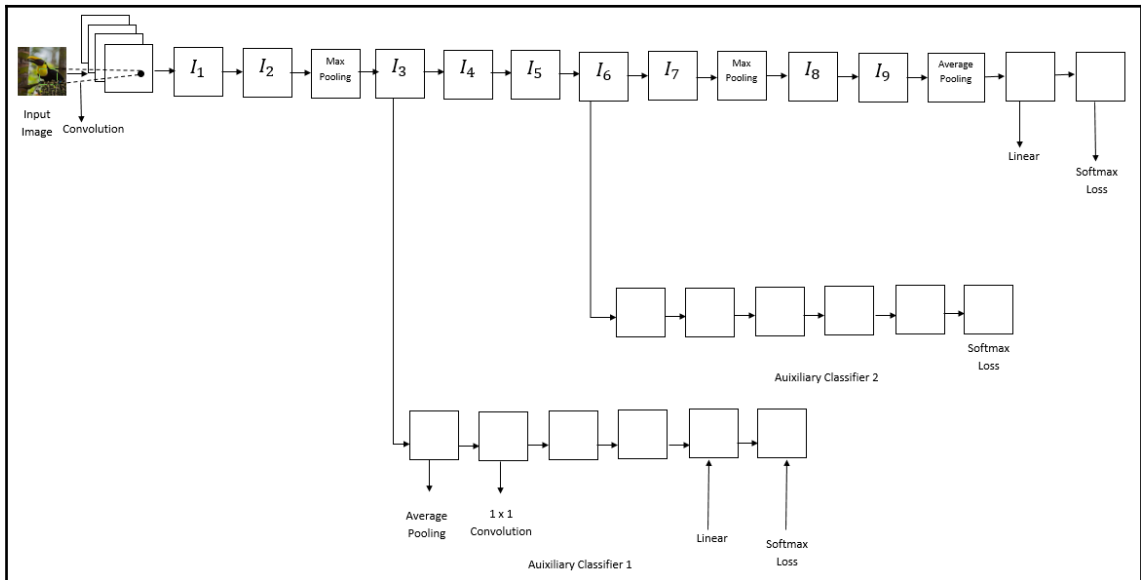 Input
Image
Convolution
I₁
I₂
Max
Pooling
I₃
I₄
I₅
I₆
I₇
Max
Pooling
I₈
I₉
Average
Pooling
Linear
Softmax
Loss
Softmax
Loss
Auixiliary Classifier 2
Average
Pooling
1 x 1
Convolution
Linear
Softmax
Loss
Auixiliary Classifier 1